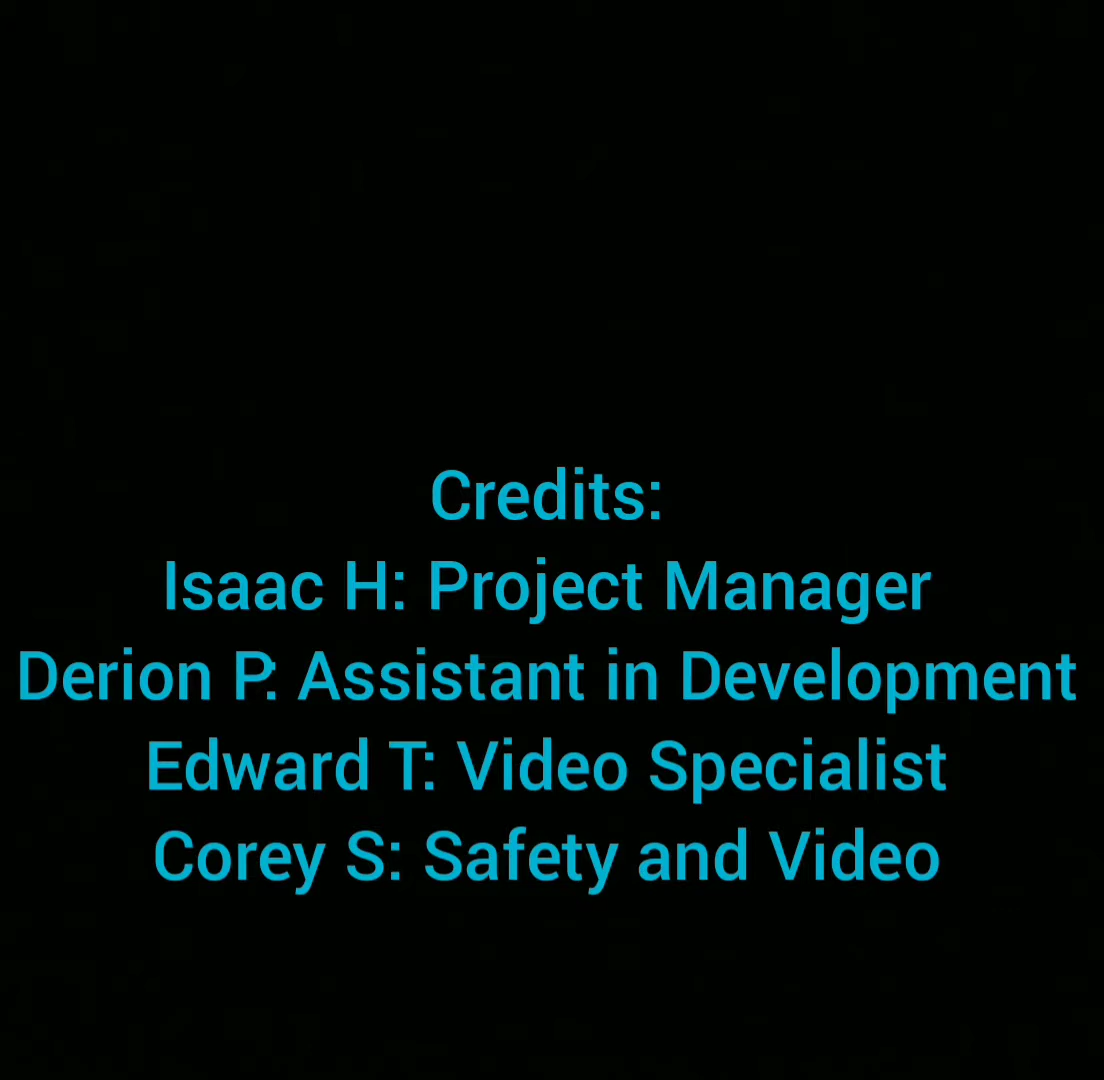 Credits:
Isaac H: Project Manager
Derion P: Assistant in Development
Edward T: Video Specialist
Corey S: Safety and Video